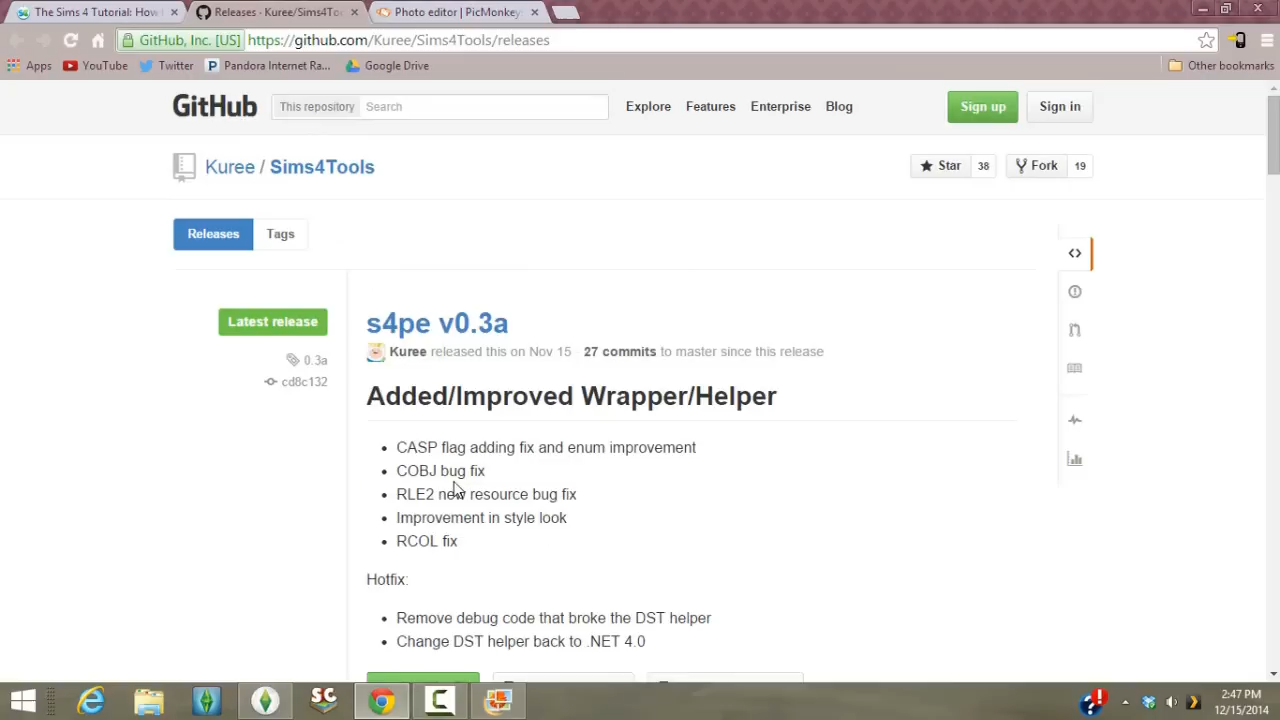 The Sims 4 Tutorial: How
Releases · Kuree/Sims4To
Photo editor | PicMonkey
GitHub, Inc. [US] https://github.com/Kuree/Sims4Tools/releases
Apps YouTube Twitter Pandora Internet Ra... Google Drive Other bookmarks
GitHub This repository Search Explore Features Enterprise Blog Sign up Sign in
Kuree / Sims4Tools Star 38 Fork 19
Releases Tags
Latest release
0.3a
cd8c132
s4pe v0.3a
Kuree released this on Nov 15 27 commits to master since this release
Added/Improved Wrapper/Helper
CASP flag adding fix and enum improvement
COBJ bug fix
RLE2 new resource bug fix
Improvement in style look
RCOL fix
Hotfix:
Remove debug code that broke the DST helper
Change DST helper back to .NET 4.0
SC
2:47 PM
12/15/2014